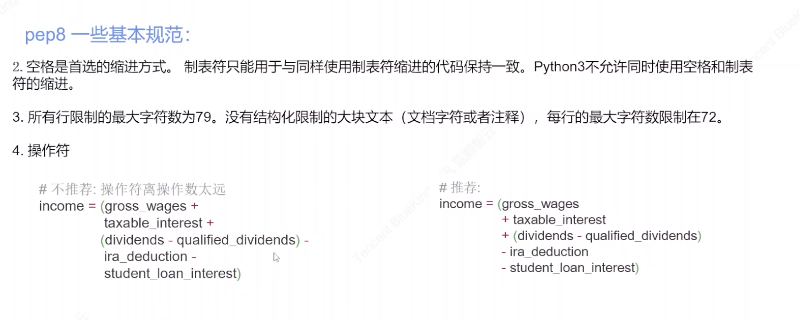 pep8 一些基本规范：
2. 空格是首选的缩进方式。 制表符只能用于与同样使用制表符缩进的代码保持一致。Python3不允许同时使用空格和制表
符的缩进。
3. 所有行限制的最大字符数为79。没有结构化限制的大块文本（文档字符或者注释），每行的最大字符数限制在72。
4. 操作符
# 不推荐: 操作符离操作数太远
income = (gross_wages +
taxable_interest +
(dividends - qualified_dividends) -
ira_deduction -
student_loan_interest)
# 推荐:
income = (gross_wages
+ taxable_interest
+ (dividends - qualified_dividends)
- ira_deduction
- student_loan_interest)